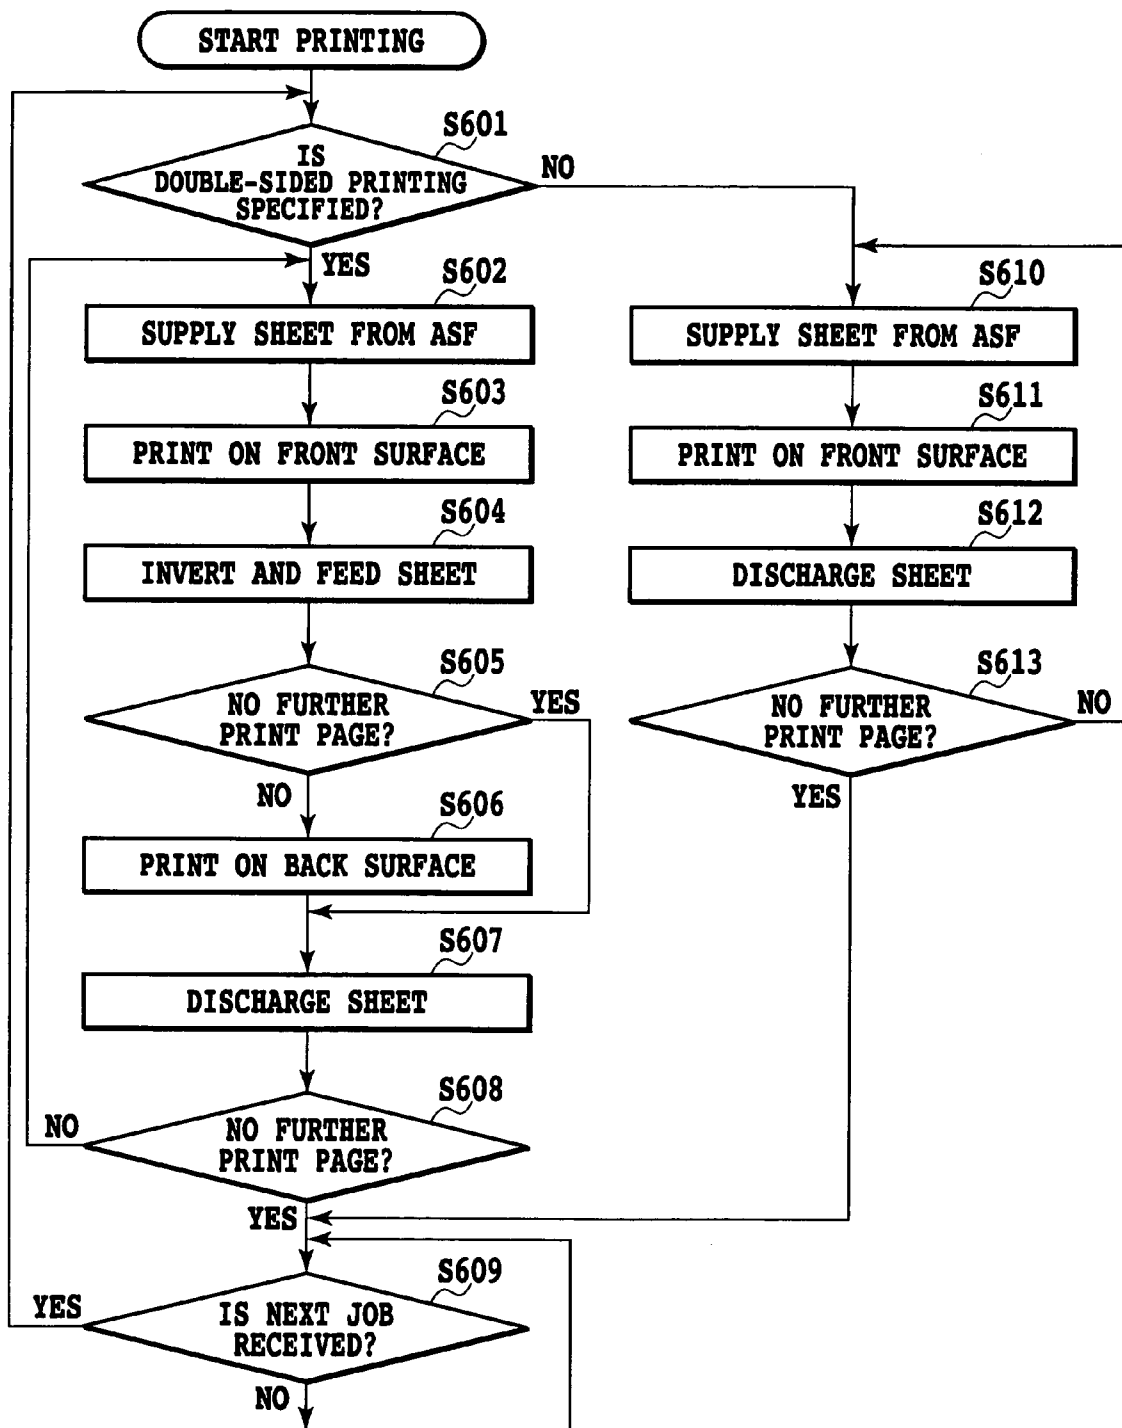 START PRINTING
S601
IS
DOUBLE-SIDED PRINTING
SPECIFIED?
NO
YES
S602
SUPPLY SHEET FROM ASF
S603
PRINT ON FRONT SURFACE
S604
INVERT AND FEED SHEET
S605
NO FURTHER
PRINT PAGE?
YES
NO
S606
PRINT ON BACK SURFACE
S607
DISCHARGE SHEET
S608
NO FURTHER
PRINT PAGE?
NO
YES
S609
IS NEXT JOB
RECEIVED?
YES
NO
S610
SUPPLY SHEET FROM ASF
S611
PRINT ON FRONT SURFACE
S612
DISCHARGE SHEET
S613
NO FURTHER
PRINT PAGE?
NO
YES